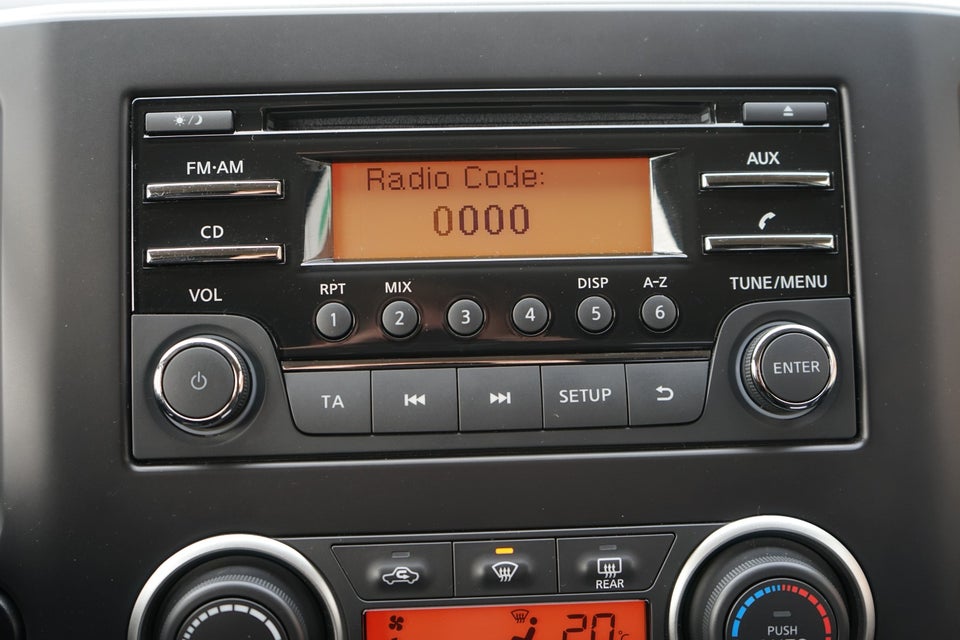 FM·AM
CD
VOL
Radio Code:
0000
AUX
TUNE/MENU
RPT
MIX
DISP
A-Z
1
2
3
4
5
6
TA
SETUP
ENTER
REAR
20°C
PUSH
AUTO